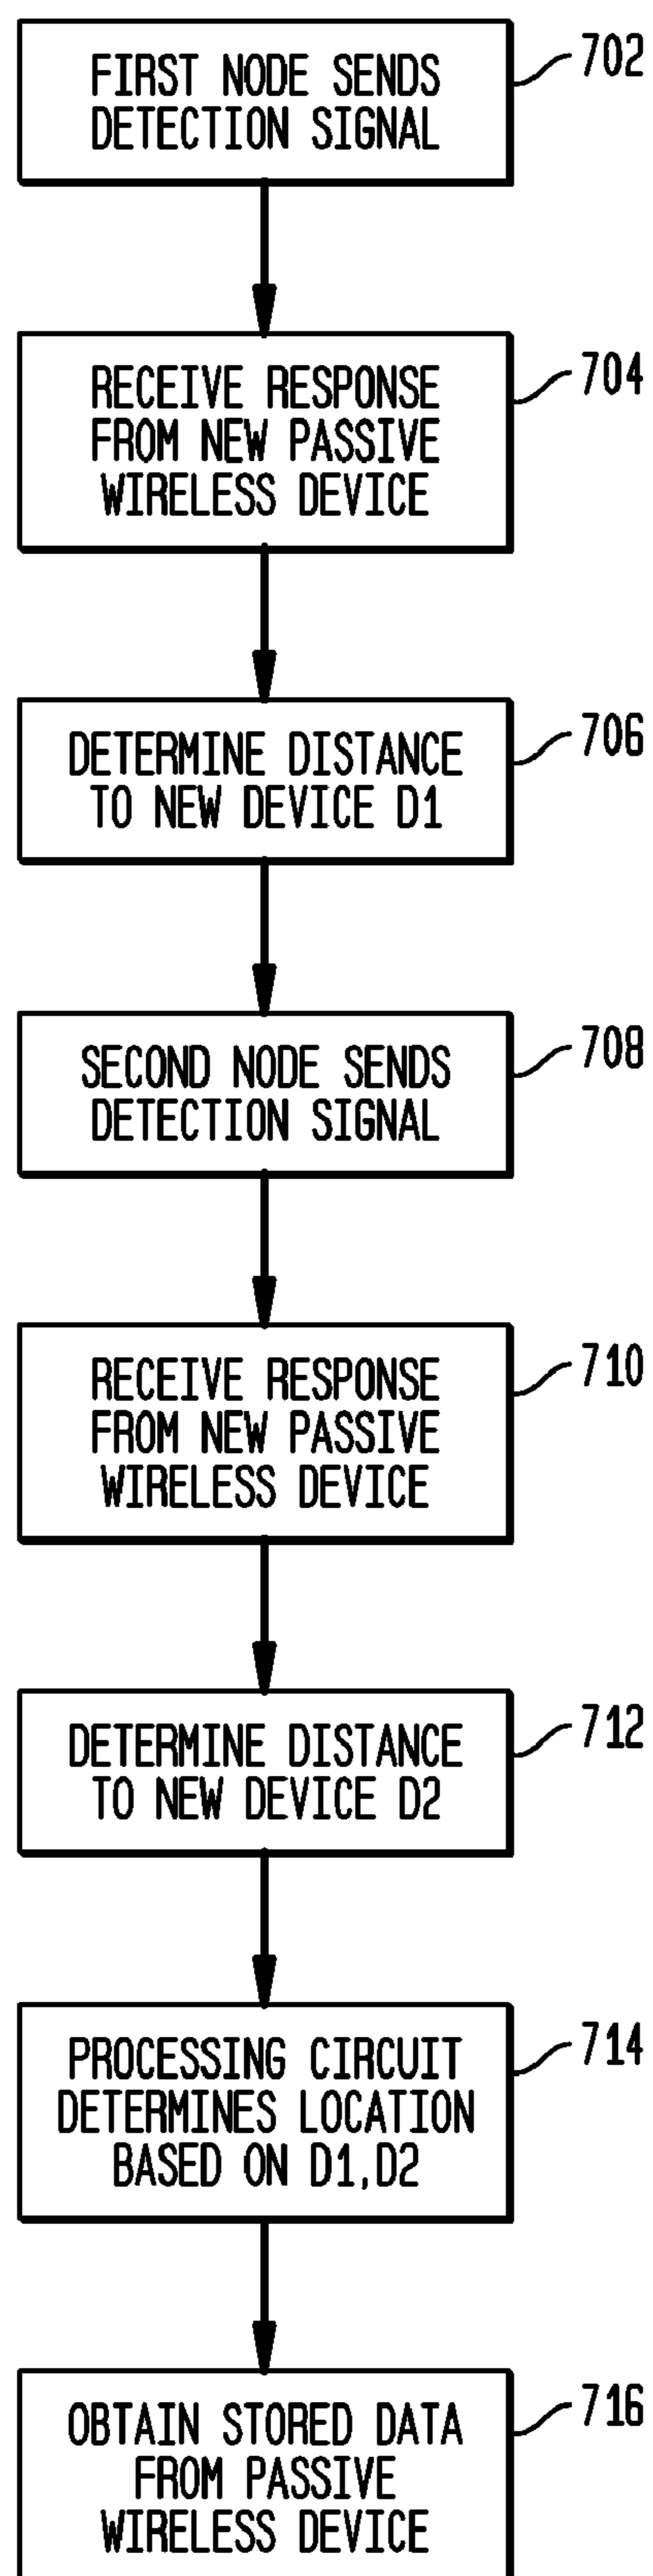 FIRST NODE SENDS
DETECTION SIGNAL
702
RECEIVE RESPONSE
FROM NEW PASSIVE
WIRELESS DEVICE
704
DETERMINE DISTANCE
TO NEW DEVICE D1
706
SECOND NODE SENDS
DETECTION SIGNAL
708
RECEIVE RESPONSE
FROM NEW PASSIVE
WIRELESS DEVICE
710
DETERMINE DISTANCE
TO NEW DEVICE D2
712
PROCESSING CIRCUIT
DETERMINES LOCATION
BASED ON D1,D2
714
OBTAIN STORED DATA
FROM PASSIVE
WIRELESS DEVICE
716